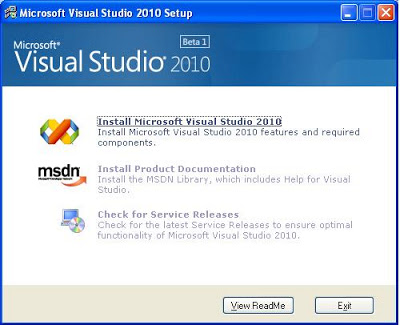 Microsoft Visual Studio 2010 Setup
Beta 1
Microsoft®
Visual Studio® 2010
Install Microsoft Visual Studio 2010
Install Microsoft Visual Studio 2010 features and required
components.
msdn
Install Product Documentation
Install the MSDN Library, which includes Help for Visual
Studio.
Check for Service Releases
Check for the latest Service Releases to ensure optimal
functionality of Microsoft Visual Studio 2010.
View ReadMe
Exit